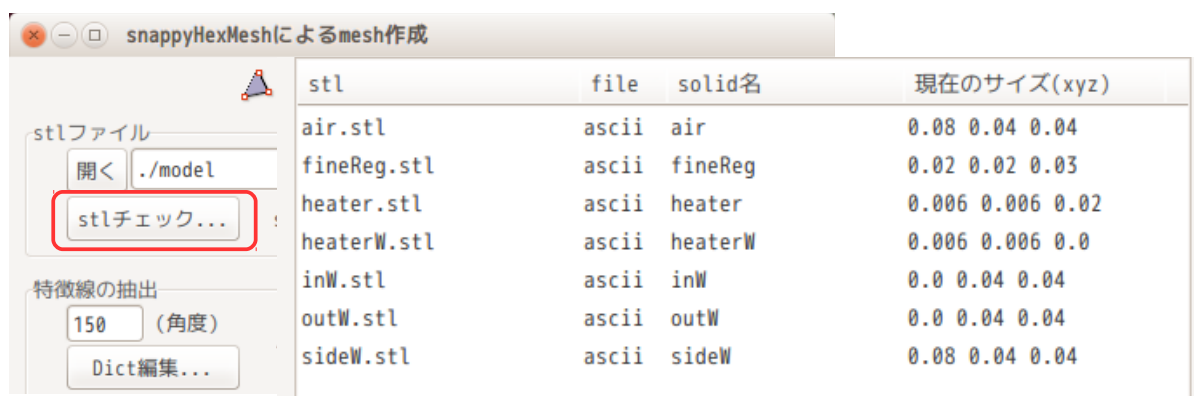 snappyHexMeshによるmesh作成
stl file solid名 現在のサイズ(xyz)
air.stl ascii air 0.08 0.04 0.04
fineReg.stl ascii fineReg 0.02 0.02 0.03
heater.stl ascii heater 0.006 0.006 0.02
heaterW.stl ascii heaterW 0.006 0.006 0.0
inW.stl ascii inW 0.0 0.04 0.04
outW.stl ascii outW 0.0 0.04 0.04
sideW.stl ascii sideW 0.08 0.04 0.04
stlファイル
開く ./model
stlチェック...
特徴線の抽出
150 (角度)
Dict編集...